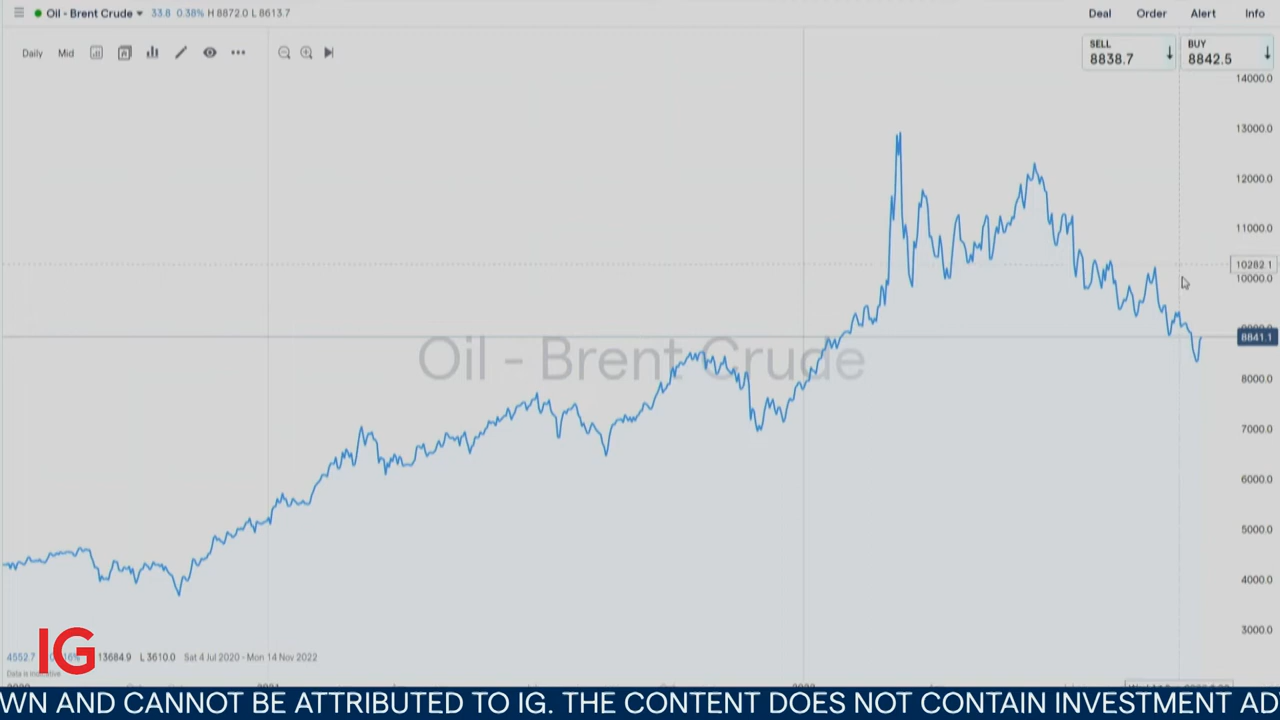 Oil - Brent Crude 33.8 0.38% H 8872.0 L 8613.7
Deal Order Alert Info
Daily Mid
SELL
8838.7
BUY
8842.5
14000.0
13000.0
12000.0
11000.0
10282.1
10000.0
8841.1
8000.0
7000.0
6000.0
5000.0
4000.0
3000.0
Oil - Brent Crude
4552.7 13684.9 L 3610.0 Sat 4 Jul 2020 - Mon 14 Nov 2022
Data is indicative
IG
WN AND CANNOT BE ATTRIBUTED TO IG. THE CONTENT DOES NOT CONTAIN INVESTMENT AD